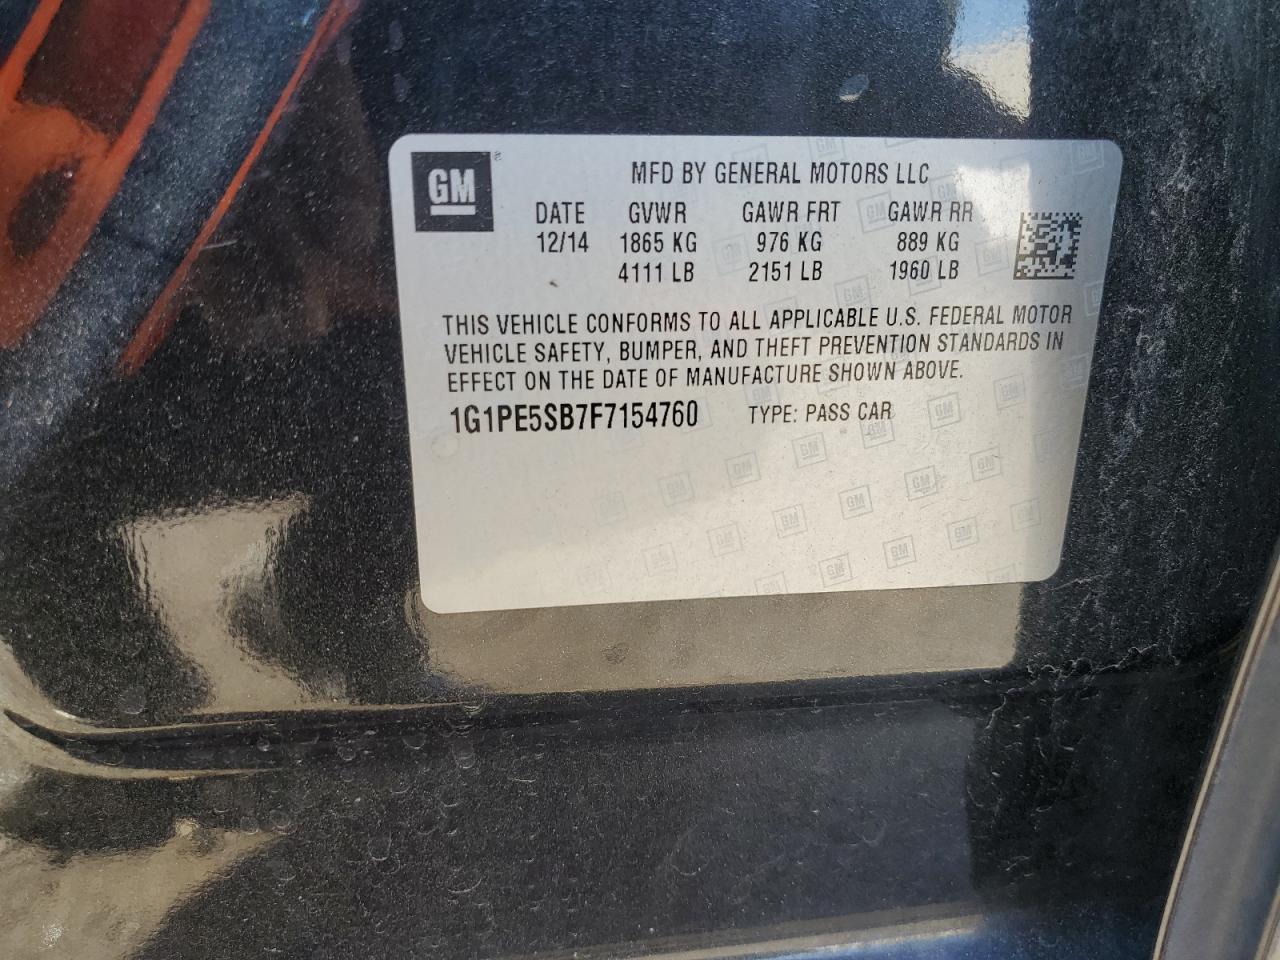 GM
MFD BY GENERAL MOTORS LLC
DATE GVWR GAWR FRT GAWR RR
12/14 1865 KG 976 KG 889 KG
4111 LB 2151 LB 1960 LB
THIS VEHICLE CONFORMS TO ALL APPLICABLE U.S. FEDERAL MOTOR
VEHICLE SAFETY, BUMPER, AND THEFT PREVENTION STANDARDS IN
EFFECT ON THE DATE OF MANUFACTURE SHOWN ABOVE.
1G1PE5SB7F7154760 TYPE: PASS CAR